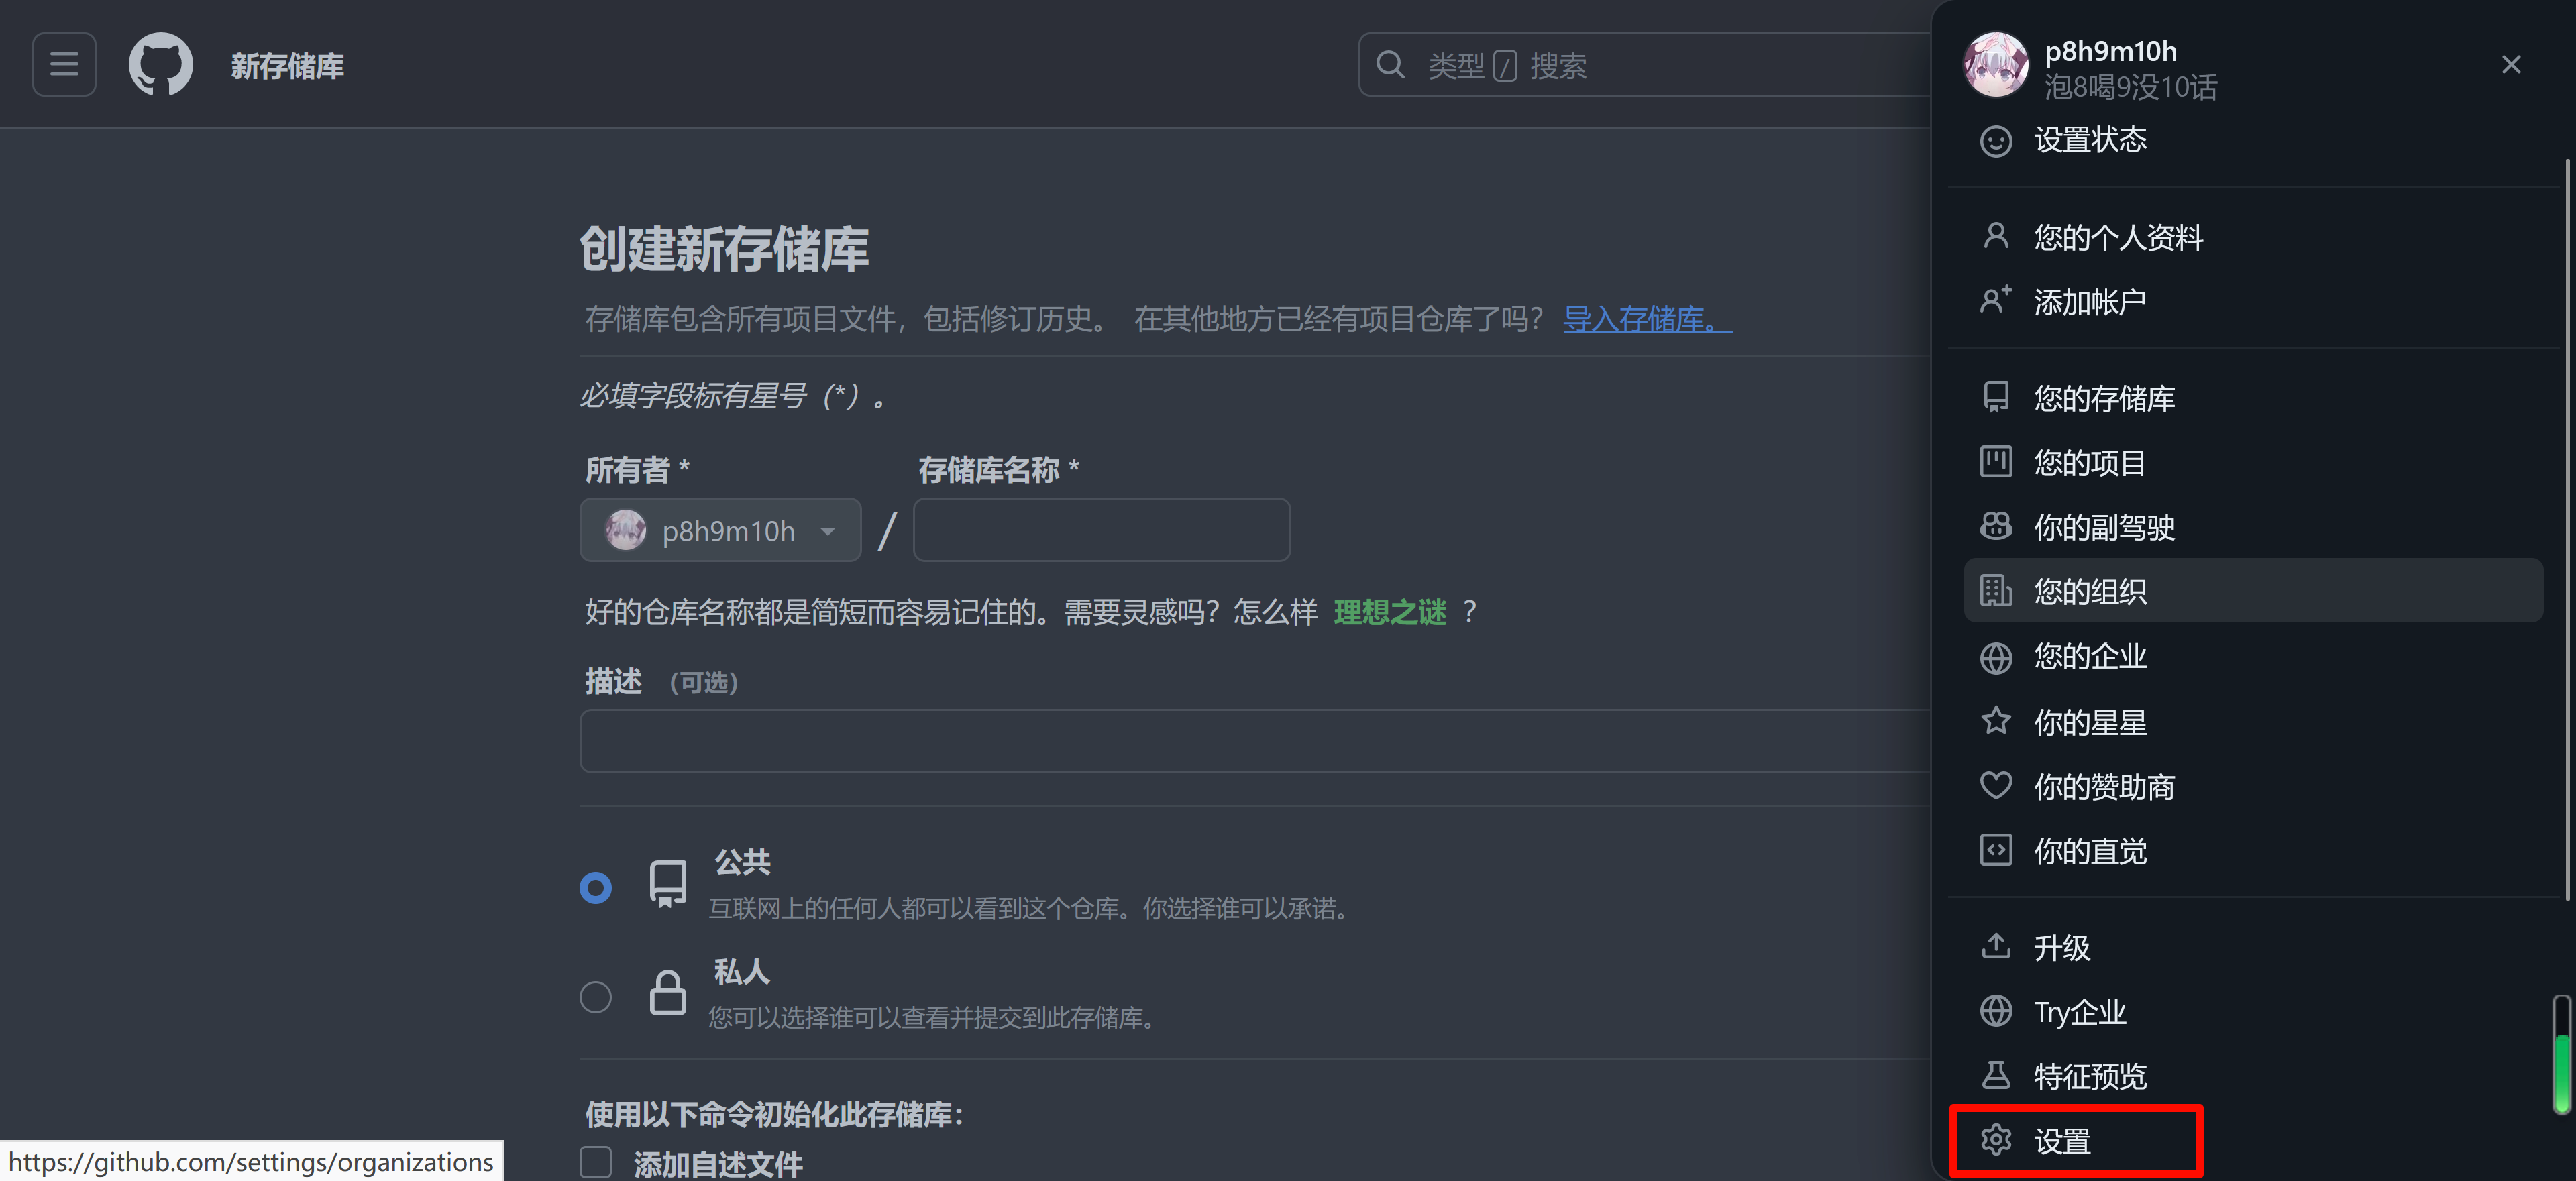 新存储库
类型 / 搜索
创建新存储库
存储库包含所有项目文件，包括修订历史。 在其他地方已经有项目仓库了吗？ 导入存储库。
必填字段标有星号（*）。
所有者 * 存储库名称 *
p8h9m10h /
好的仓库名称都是简短而容易记住的。需要灵感吗？怎么样 理想之谜 ？
描述 （可选）
公共
互联网上的任何人都可以看到这个仓库。你选择谁可以承诺。
私人
您可以选择谁可以查看并提交到此存储库。
使用以下命令初始化此存储库：
添加自述文件
https://github.com/settings/organizations
p8h9m10h
泡8喝9没10话
设置状态
您的个人资料
添加帐户
您的存储库
您的项目
你的副驾驶
您的组织
您的企业
你的星星
你的赞助商
你的直觉
升级
Try企业
特征预览
设置